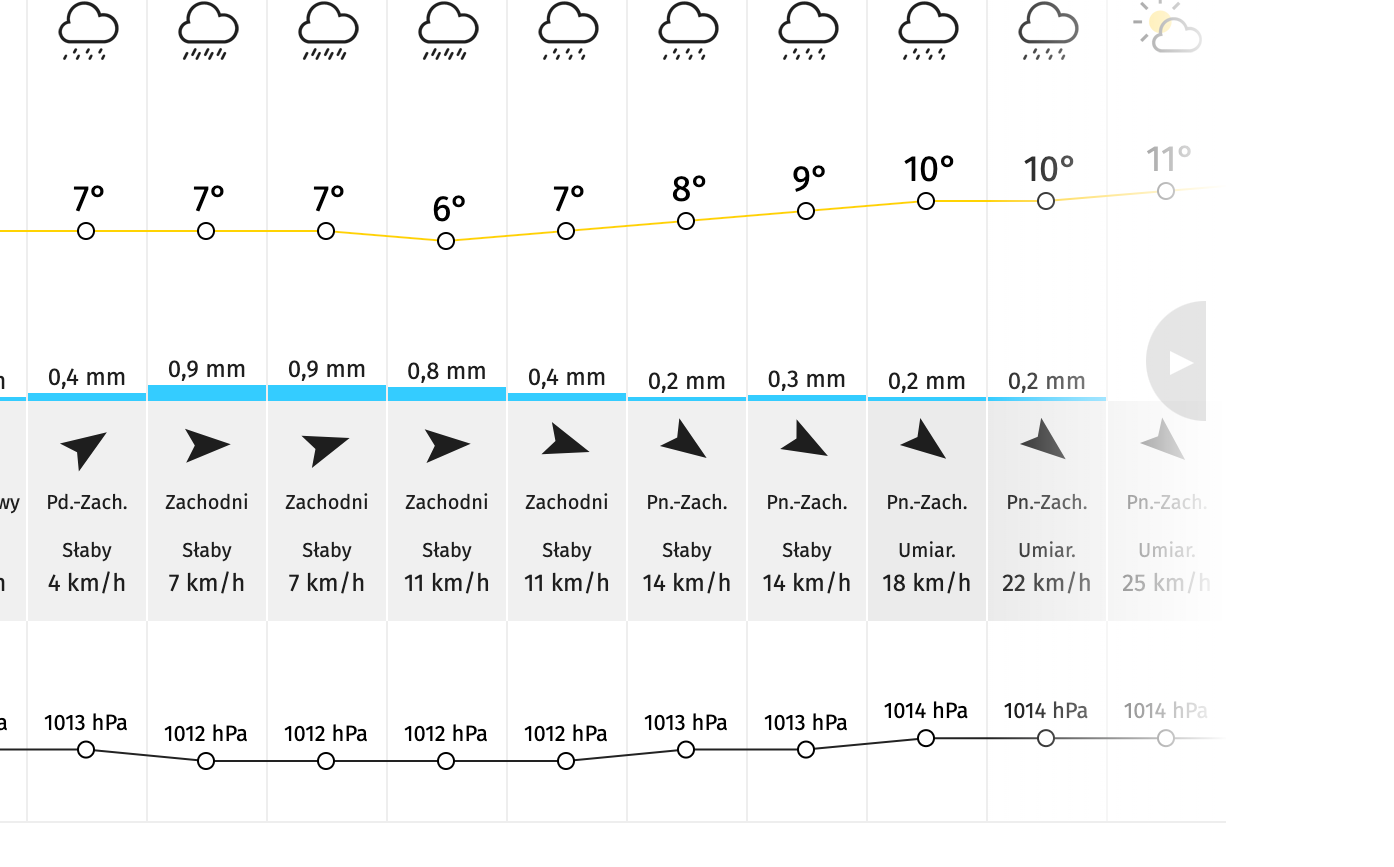 7° 7° 7° 6° 7° 8° 9° 10° 10° 11°
0,4 mm 0,9 mm 0,9 mm 0,8 mm 0,4 mm 0,2 mm 0,3 mm 0,2 mm 0,2 mm
wy Pd.-Zach. Zachodni Zachodni Zachodni Zachodni Pn.-Zach. Pn.-Zach. Pn.-Zach. Pn.-Zach. Pn.-Zach.
Słaby Słaby Słaby Słaby Słaby Słaby Słaby Umiar. Umiar. Umiar.
4 km/h 7 km/h 7 km/h 11 km/h 11 km/h 14 km/h 14 km/h 18 km/h 22 km/h 25 km/h
a 1013 hPa 1012 hPa 1012 hPa 1012 hPa 1012 hPa 1013 hPa 1013 hPa 1014 hPa 1014 hPa 1014 hPa